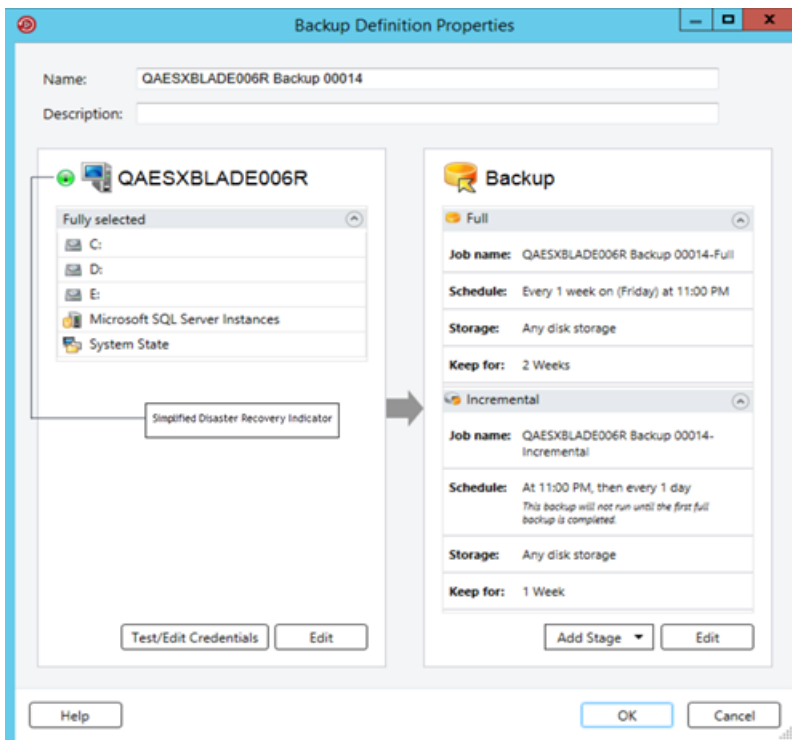 Backup Definition Properties
Name: QAESXBLADE006R Backup 00014
Description:
QAESXBLADE006R
Fully selected
C:
D:
E:
Microsoft SQL Server Instances
System State
Simplified Disaster Recovery Indicator
Test/Edit Credentials
Edit
Backup
Full
Job name: QAESXBLADE006R Backup 00014-Full
Schedule: Every 1 week on (Friday) at 11:00 PM
Storage: Any disk storage
Keep for: 2 Weeks
Incremental
Job name: QAESXBLADE006R Backup 00014-
Incremental
Schedule: At 11:00 PM, then every 1 day
This backup will not run until the first full
backup is completed.
Storage: Any disk storage
Keep for: 1 Week
Add Stage
Edit
Help
OK
Cancel